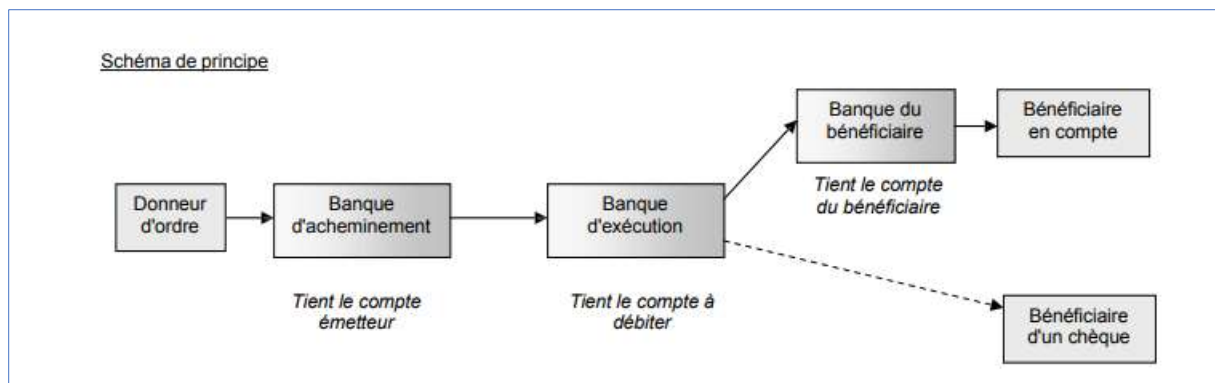 Schéma de principe
Banque du
bénéficiaire
Bénéficiaire
en compte
Tient le compte
du bénéficiaire
Donneur
d'ordre
Banque
d'acheminement
Banque
d'exécution
Tient le compte
émetteur
Tient le compte à
débiter
Bénéficiaire
d'un chèque